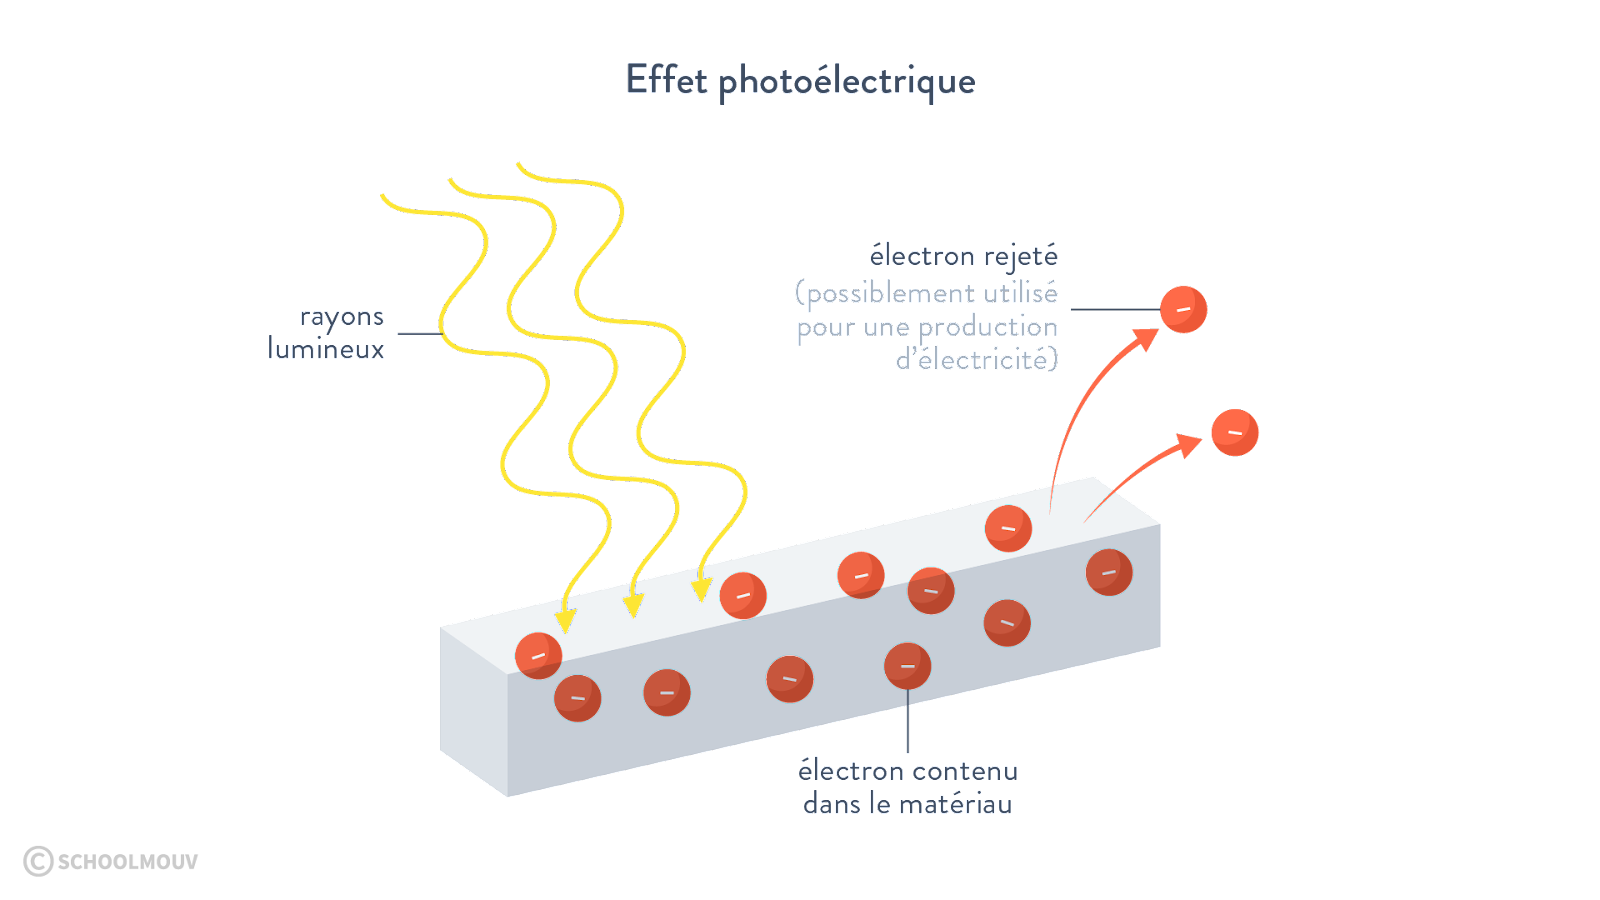 Effet photoélectrique
rayons
lumineux
électron rejeté
(possiblement utilisé
pour une production
d'électricité)
électron contenu
dans le matériau
© SCHOOLMOUV